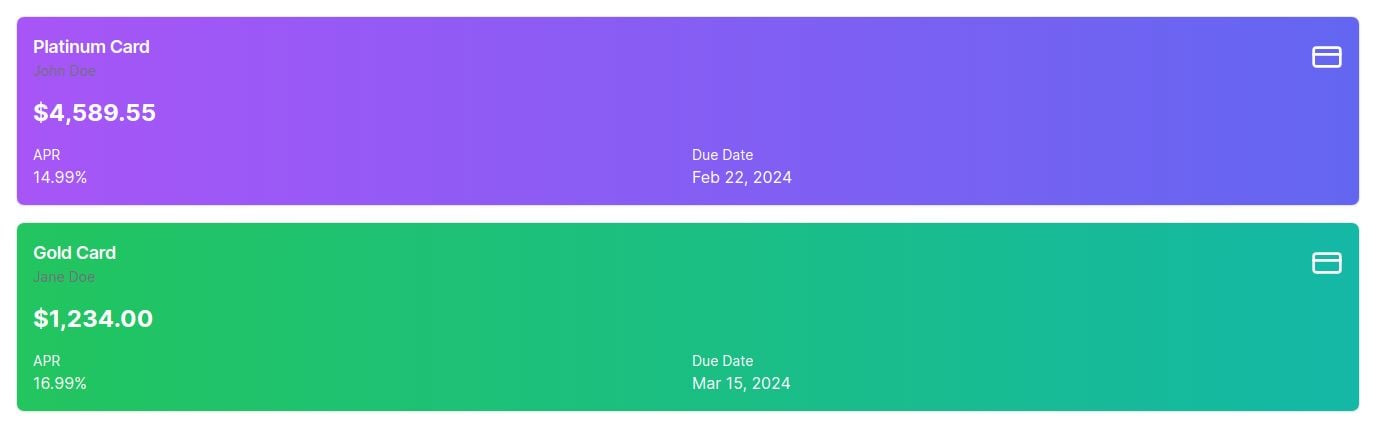 Platinum Card
John Doe
$4,589.55
APR
Due Date
14.99%
Feb 22, 2024
Gold Card
Jane Doe
$1,234.00
APR
Due Date
16.99%
Mar 15, 2024